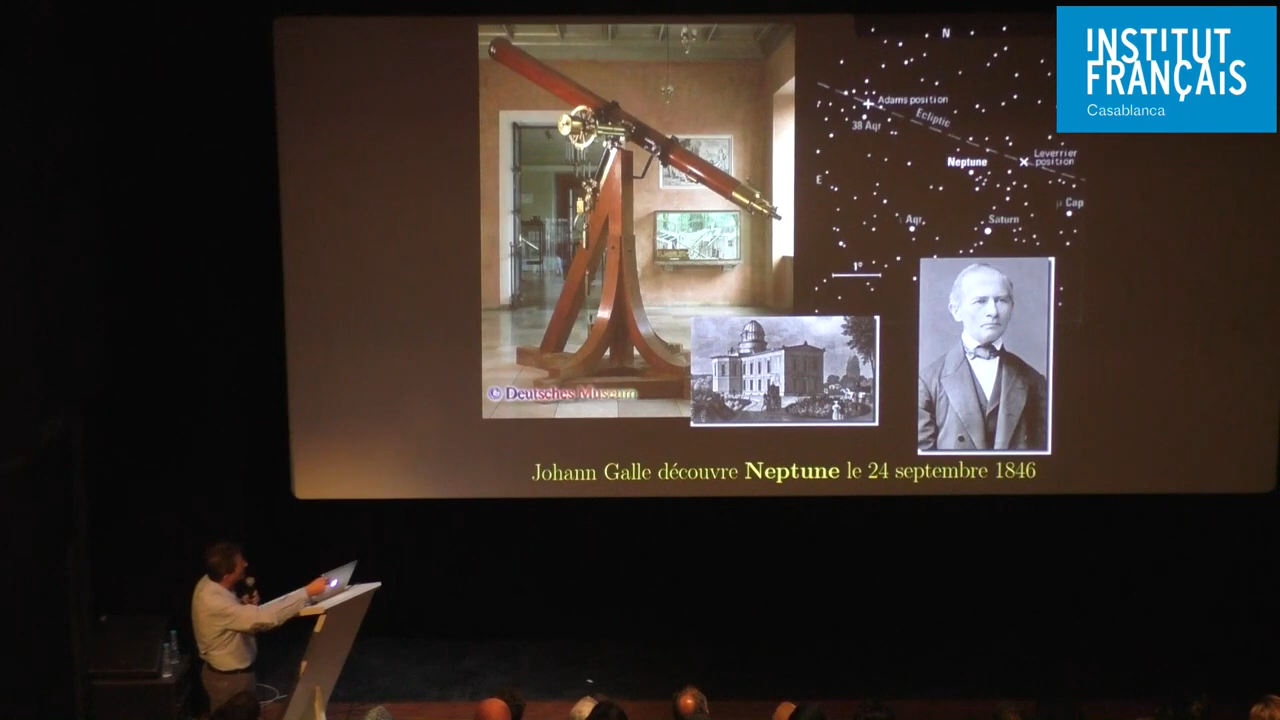 INSTITUT
FRANÇAIS
Casablanca
N
Adams position
Ecliptic
38 Aqr
Leverrier
position
Neptune
E
μ Cap
Aqr
Saturn
1°
© Deutsches Museum
Johann Galle découvre Neptune le 24 septembre 1846